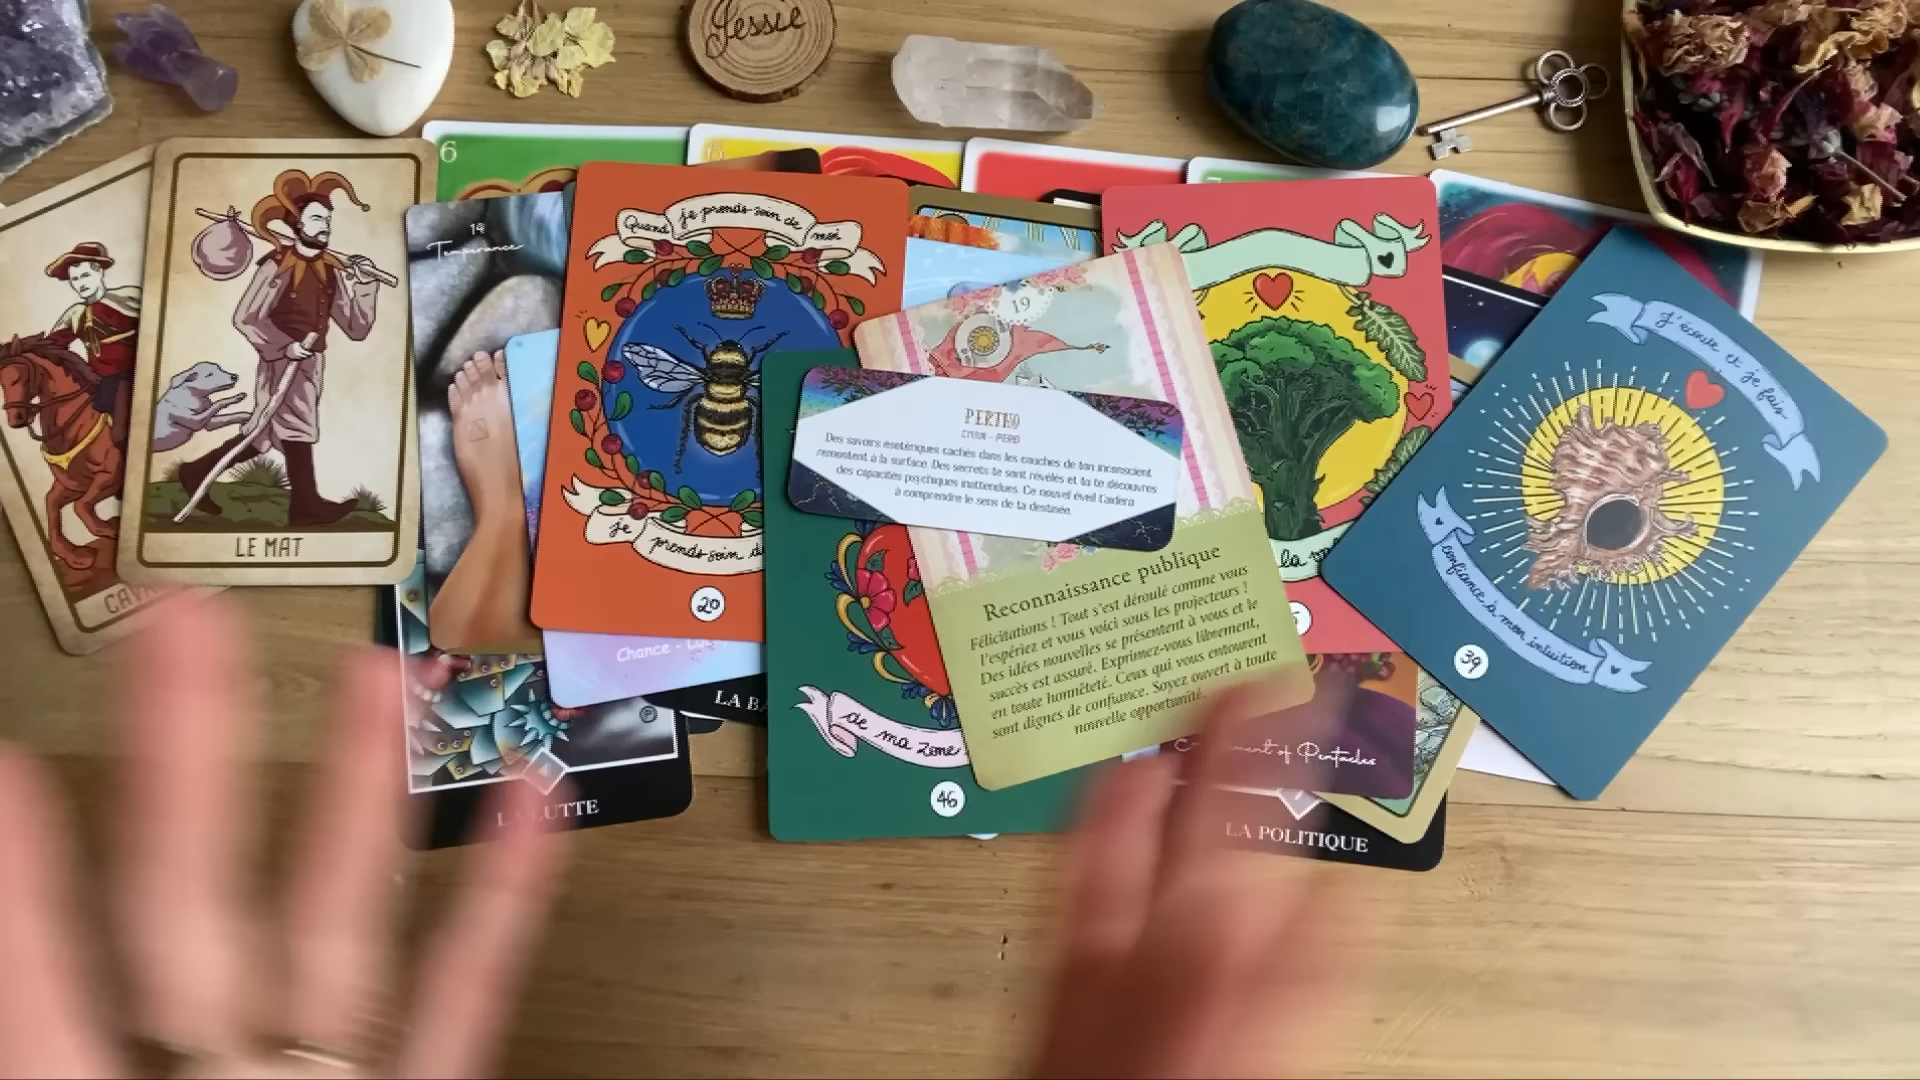 Jessie
6
6
LE MAT
14
Temperance
Quand je prends soin de moi
je prends soin
20
Chance -
LA
LUTTE
19
PERTHO
Des savoirs ésotériques cachés dans les couches de ton inconscient
remontent à la surface. Des secrets te sont révélés et tu te découvres
des capacités psychiques inattendues. Ce nouvel éveil t'aidera
à comprendre le sens de ta destinée.
Reconnaissance publique
Félicitations ! Tout s'est déroulé comme vous
l'espériez et vous voici sous les projecteurs !
Des idées nouvelles se présentent à vous et le
succès est assuré. Exprimez-vous librement,
en toute honnêteté. Ceux qui vous entourent
sont dignes de confiance. Soyez ouvert à toute
nouvelle opportunité.
de ma zone
46
la
of Pentacles
LA POLITIQUE
J'écoute et je fais
confiance à mon intuition
39